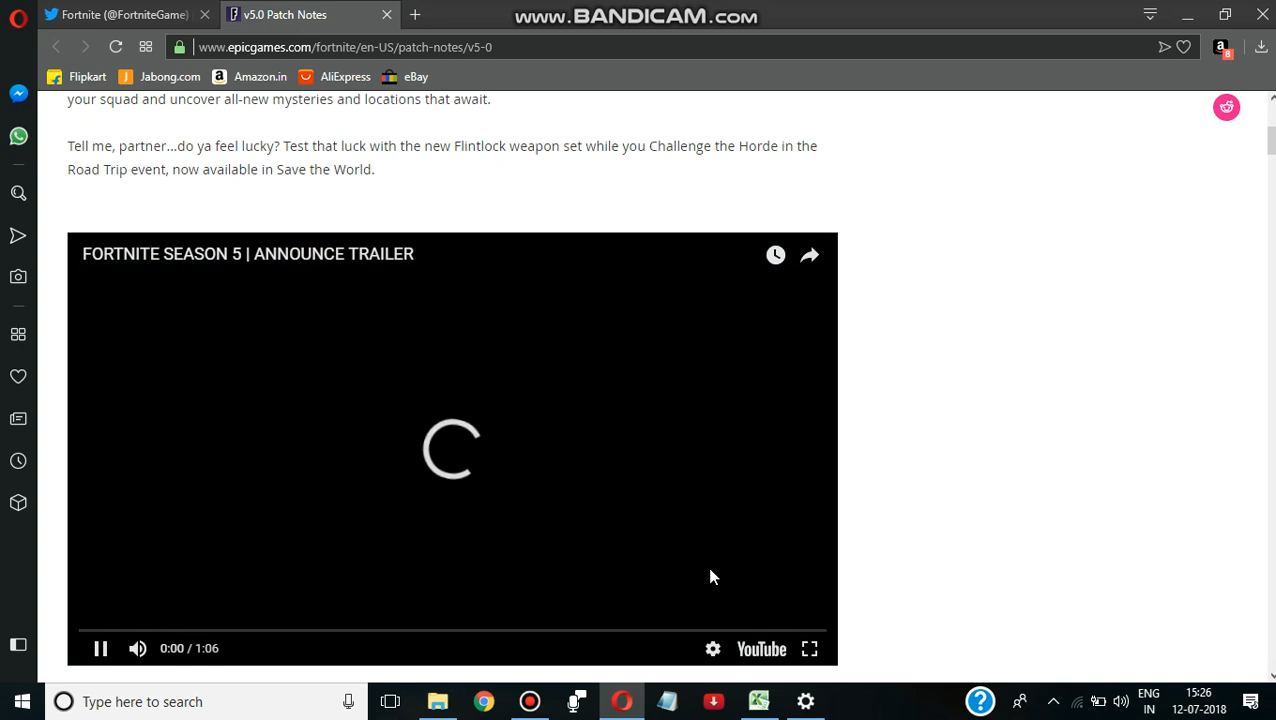 Fortnite (@FortniteGame)
v5.0 Patch Notes
www.BANDICAM.com
www.epicgames.com/fortnite/en-US/patch-notes/v5-0
8
Flipkart
Jabong.com
Amazon.in
AliExpress
eBay
your squad and uncover all-new mysteries and locations that await.
Tell me, partner...do ya feel lucky? Test that luck with the new Flintlock weapon set while you Challenge the Horde in the
Road Trip event, now available in Save the World.
FORTNITE SEASON 5 | ANNOUNCE TRAILER
0:00 / 1:06
YouTube
Type here to search
ENG
IN
15:26
12-07-2018